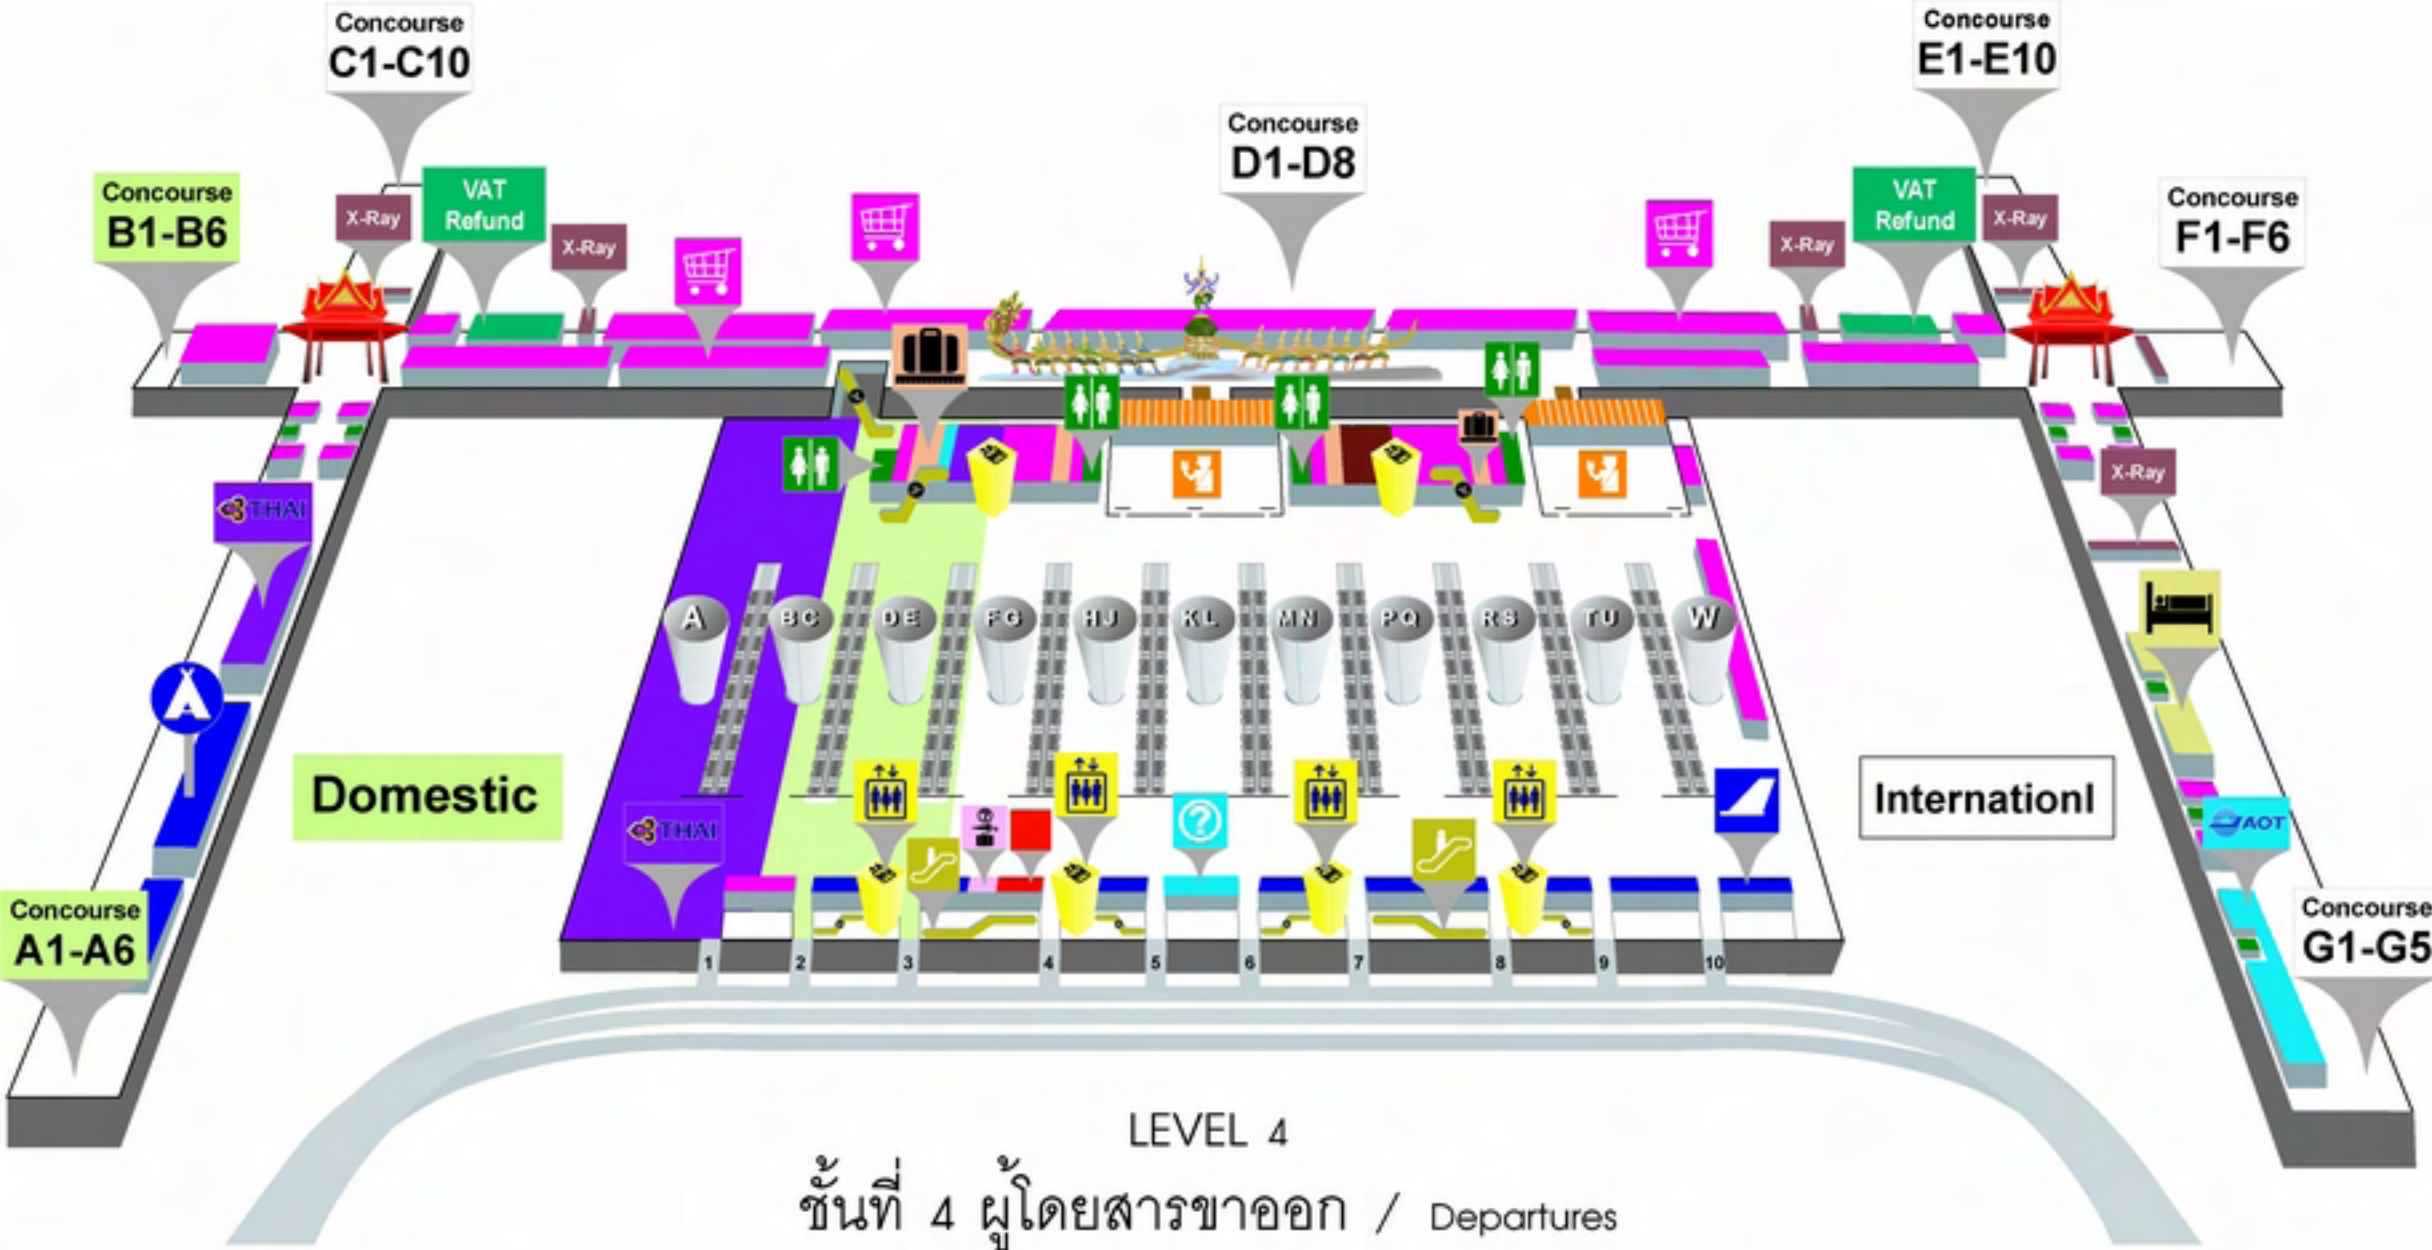 Concourse
C1-C10
Concourse
E1-E10
Concourse
D1-D8
Concourse
B1-B6
X-Ray
VAT
Refund
X-Ray
X-Ray
VAT
Refund
X-Ray
Concourse
F1-F6
THAI
X-Ray
A
BC
DE
FG
HJ
KL
MN
PQ
RS
TU
W
Domestic
Internationl
THAI
?
AOT
Concourse
A1-A6
Concourse
G1-G5
1
2
3
4
5
6
7
8
9
10
LEVEL 4
ชั้นที่ 4 ผู้โดยสารขาออก / Departures